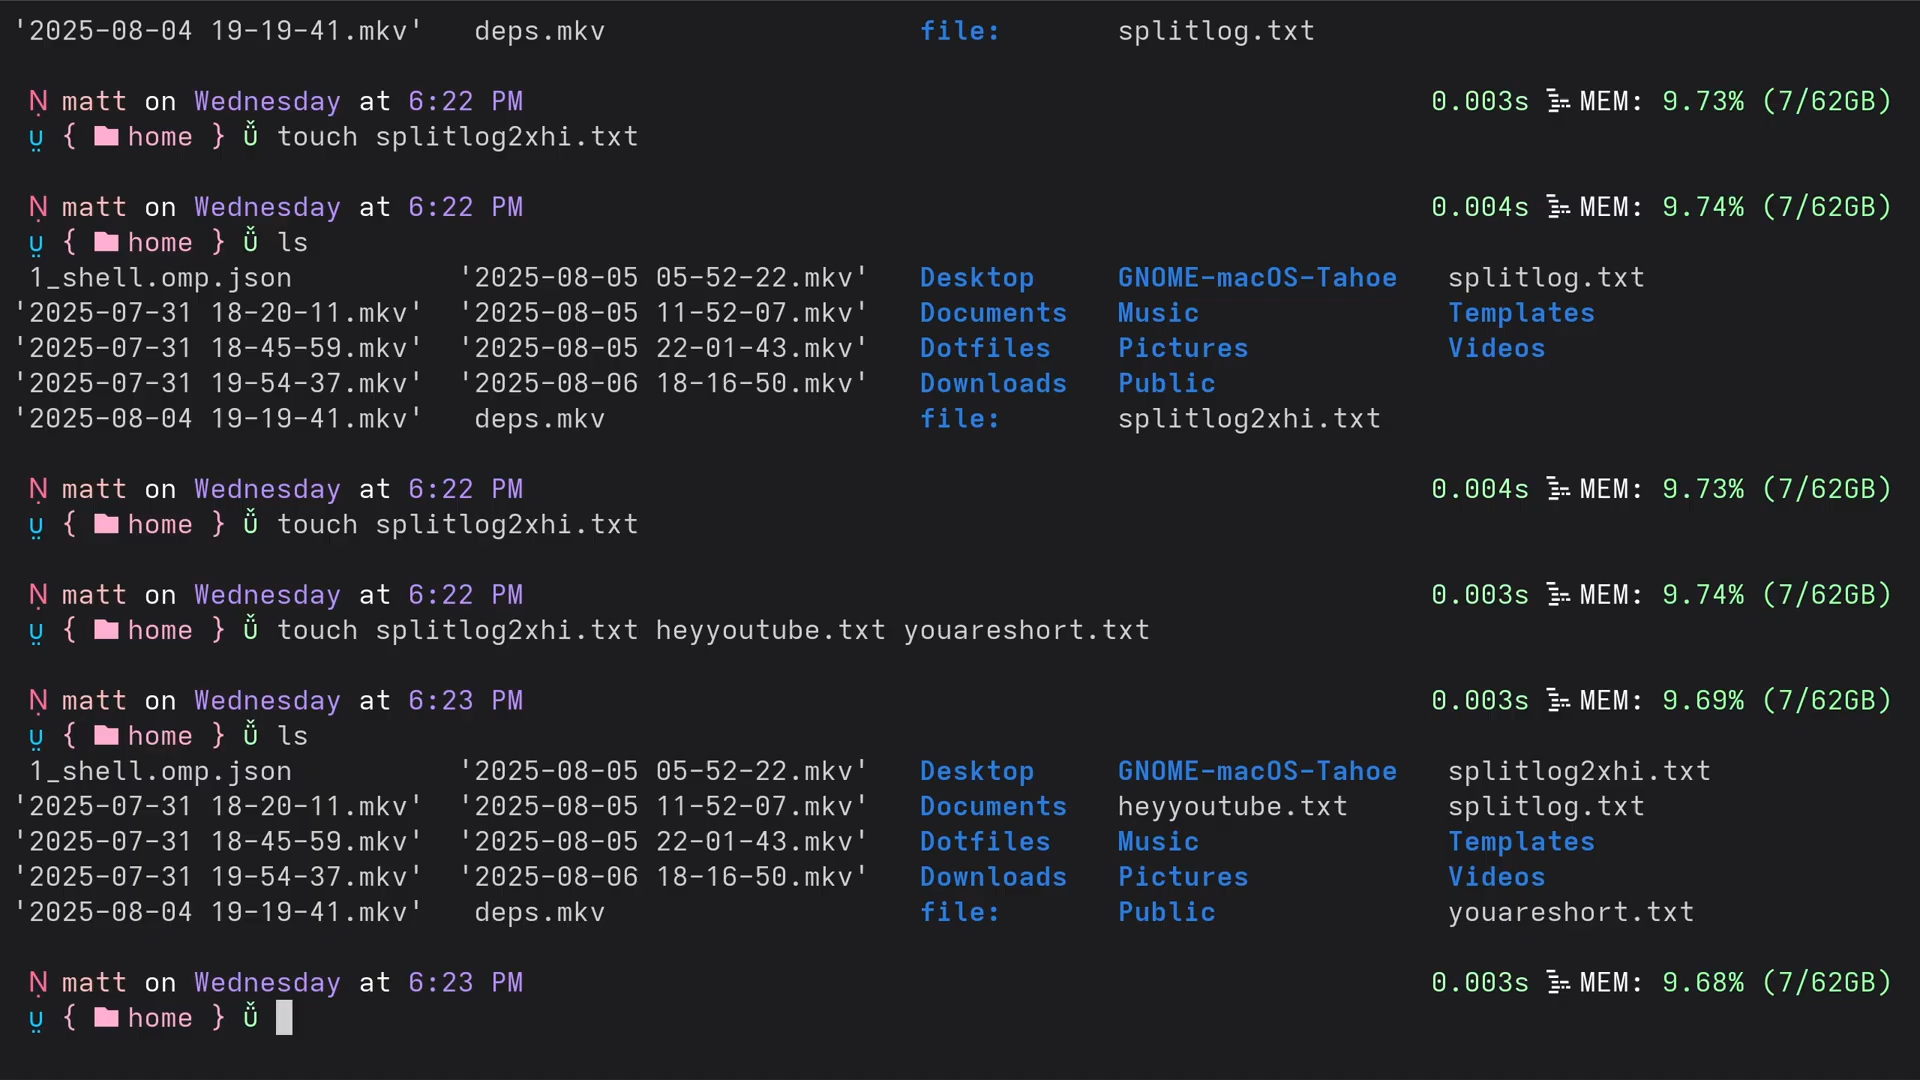 '2025-08-04 19-19-41.mkv'   deps.mkv   file:   splitlog.txt
Ṇ matt on Wednesday at 6:22 PM   0.003s MEM: 9.73% (7/62GB)
ṳ { home } Ǚ touch splitlog2xhi.txt
Ṇ matt on Wednesday at 6:22 PM   0.004s MEM: 9.74% (7/62GB)
ṳ { home } Ǚ ls
1_shell.omp.json   '2025-08-05 05-52-22.mkv'   Desktop   GNOME-macOS-Tahoe   splitlog.txt
'2025-07-31 18-20-11.mkv'   '2025-08-05 11-52-07.mkv'   Documents   Music   Templates
'2025-07-31 18-45-59.mkv'   '2025-08-05 22-01-43.mkv'   Dotfiles   Pictures   Videos
'2025-07-31 19-54-37.mkv'   '2025-08-06 18-16-50.mkv'   Downloads   Public
'2025-08-04 19-19-41.mkv'   deps.mkv   file:   splitlog2xhi.txt
Ṇ matt on Wednesday at 6:22 PM   0.004s MEM: 9.73% (7/62GB)
ṳ { home } Ǚ touch splitlog2xhi.txt
Ṇ matt on Wednesday at 6:22 PM   0.003s MEM: 9.74% (7/62GB)
ṳ { home } Ǚ touch splitlog2xhi.txt heyyoutube.txt youareshort.txt
Ṇ matt on Wednesday at 6:23 PM   0.003s MEM: 9.69% (7/62GB)
ṳ { home } Ǚ ls
1_shell.omp.json   '2025-08-05 05-52-22.mkv'   Desktop   GNOME-macOS-Tahoe   splitlog2xhi.txt
'2025-07-31 18-20-11.mkv'   '2025-08-05 11-52-07.mkv'   Documents   heyyoutube.txt   splitlog.txt
'2025-07-31 18-45-59.mkv'   '2025-08-05 22-01-43.mkv'   Dotfiles   Music   Templates
'2025-07-31 19-54-37.mkv'   '2025-08-06 18-16-50.mkv'   Downloads   Pictures   Videos
'2025-08-04 19-19-41.mkv'   deps.mkv   file:   Public   youareshort.txt
Ṇ matt on Wednesday at 6:23 PM   0.003s MEM: 9.68% (7/62GB)
ṳ { home } Ǚ